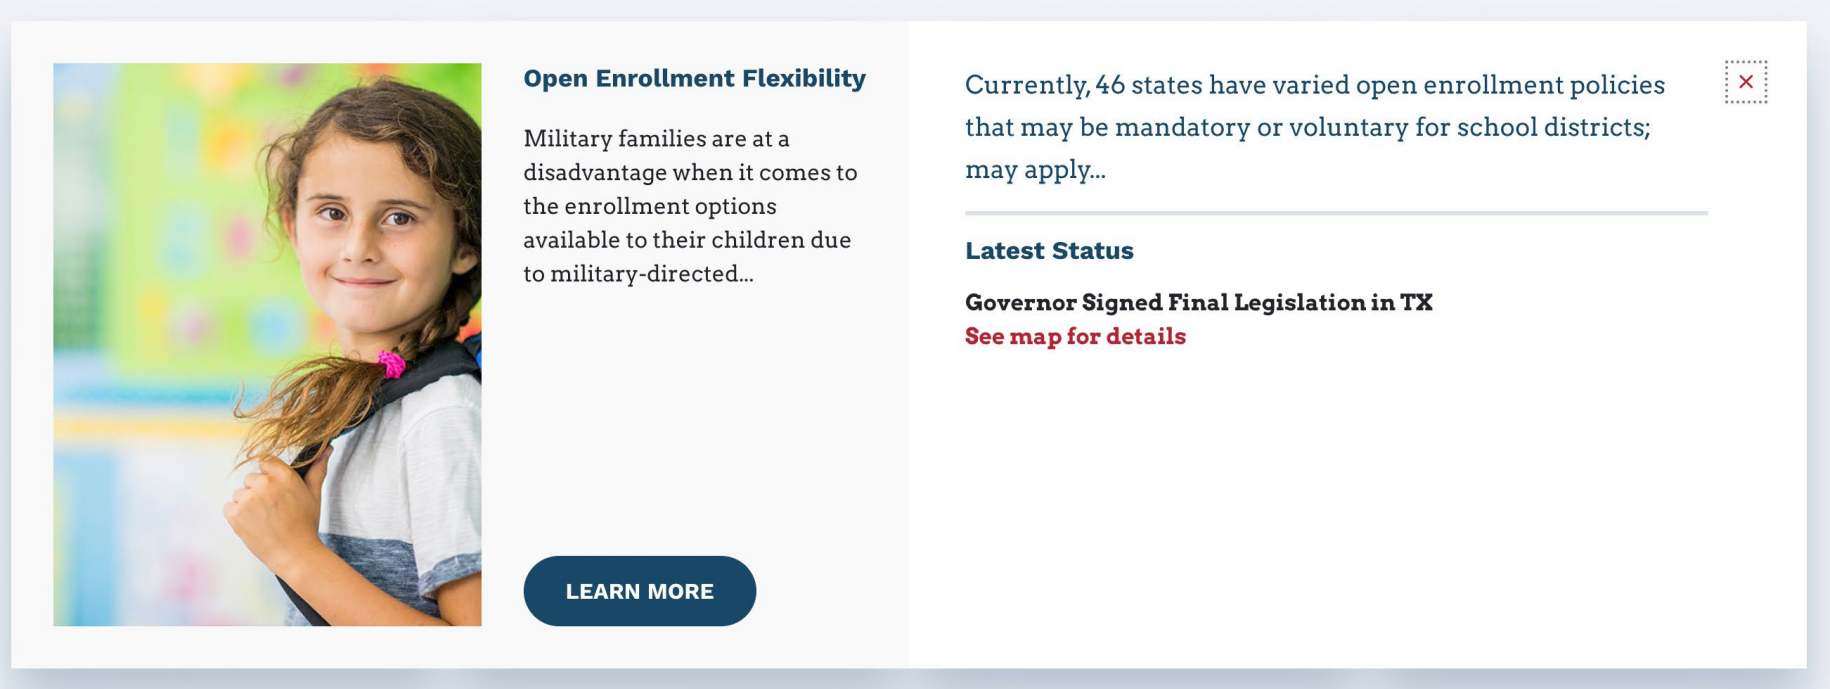 Open Enrollment Flexibility
Military families are at a
disadvantage when it comes to
the enrollment options
available to their children due
to military-directed...
LEARN MORE
Currently, 46 states have varied open enrollment policies
that may be mandatory or voluntary for school districts;
may apply...
Latest Status
Governor Signed Final Legislation in TX
See map for details